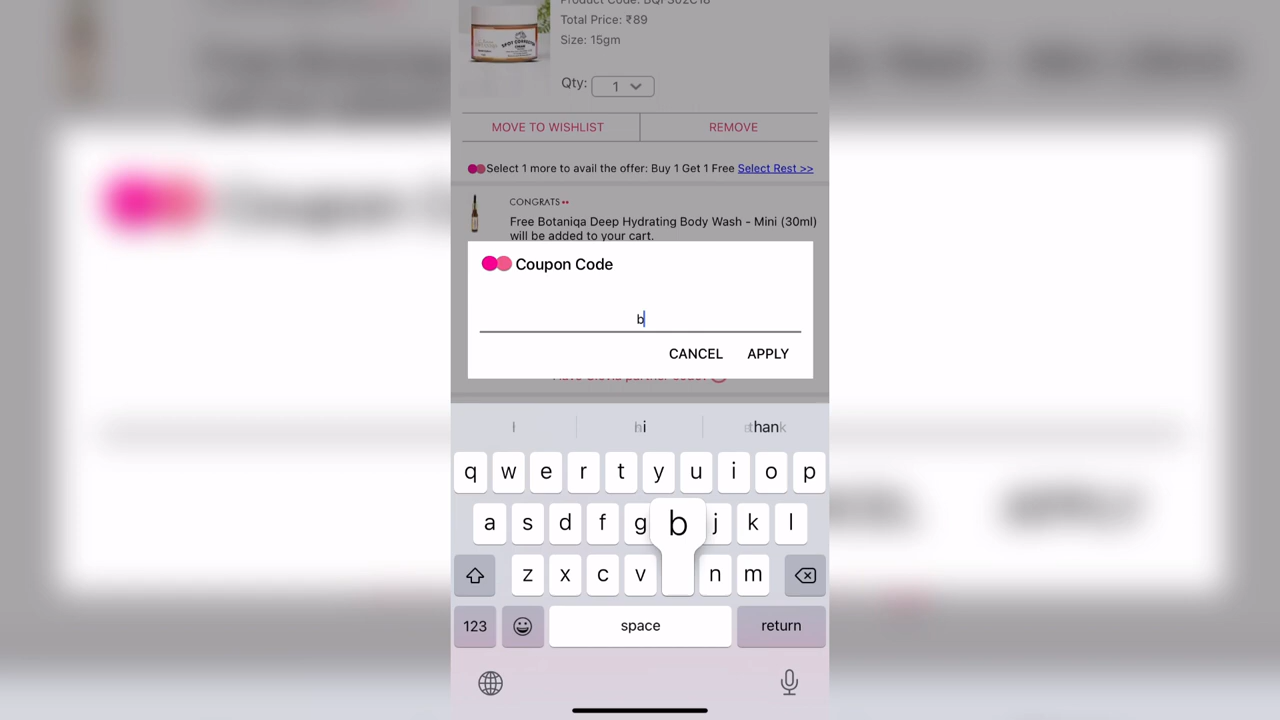 Total Price: ₹89
Size: 15gm
Qty: 1
MOVE TO WISHLIST
REMOVE
Select 1 more to avail the offer: Buy 1 Get 1 Free Select Rest >>
CONGRATS
Free Botaniqa Deep Hydrating Body Wash - Mini (30ml)
will be added to your cart.
Coupon Code
b
CANCEL APPLY
I hi thank
q w e r t y u i o p
a s d f g b j k l
z x c v n m
123 space return